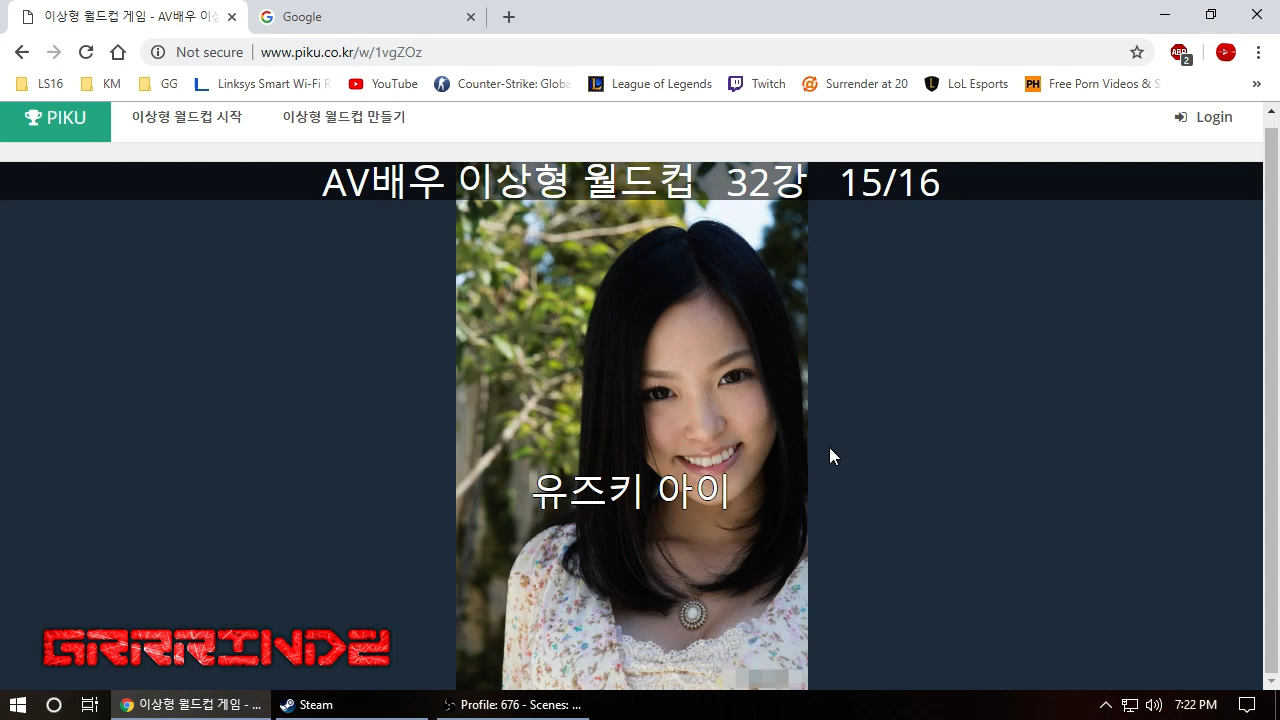 이상형 월드컵 게임 - AV배우 이상
Google
Not secure
www.piku.co.kr/w/1vgZOz
ABP
2
LS16
KM
GG
Linksys Smart Wi-Fi R
YouTube
Counter-Strike: Globa
League of Legends
Twitch
Surrender at 20
LoL Esports
PH
Free Porn Videos & S
PIKU
이상형 월드컵 시작
이상형 월드컵 만들기
Login
AV배우 이상형 월드컵 32강 15/16
유즈키 아이
GRRRINDZ
이상형 월드컵 게임 - ...
Steam
Profile: 676 - Scenes: ...
7:22 PM